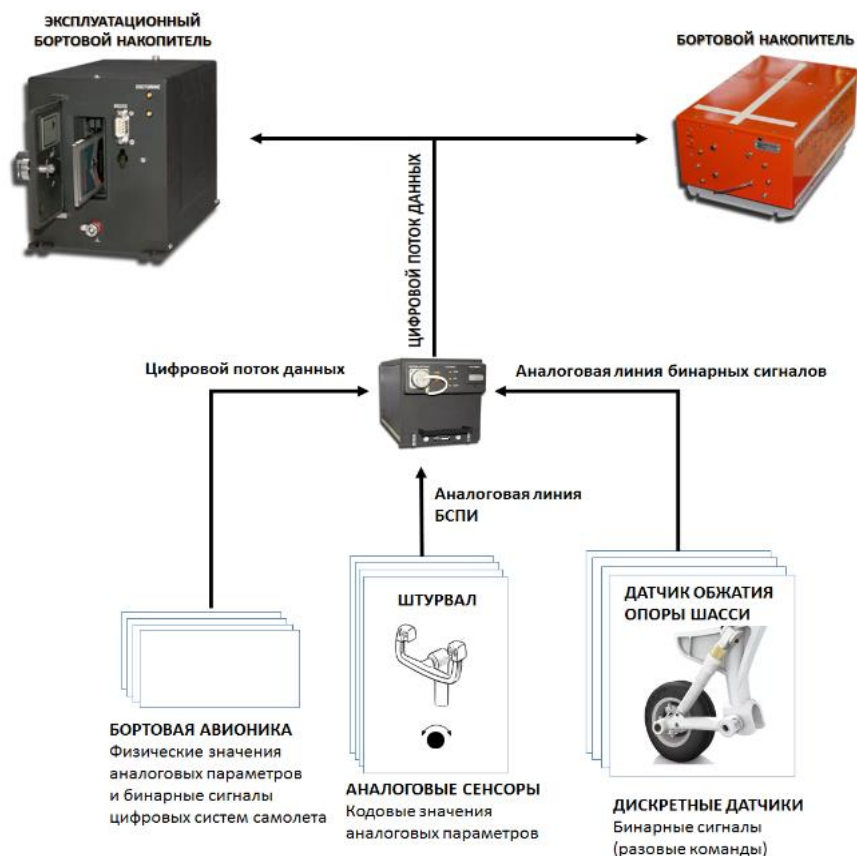 ЭКСПЛУАТАЦИОННЫЙ
БОРТОВОЙ НАКОПИТЕЛЬ
БОРТОВОЙ НАКОПИТЕЛЬ
ЦИФРОВОЙ ПОТОК ДАННЫХ
Цифровой поток данных
Аналоговая линия бинарных сигналов
Аналоговая линия
БСПИ
ШТУРВАЛ
ДАТЧИК ОБЖАТИЯ
ОПОРЫ ШАССИ
БОРТОВАЯ АВИОНИКА
Физические значения
аналоговых параметров
и бинарные сигналы
цифровых систем самолета
АНАЛОГОВЫЕ СЕНСОРЫ
Кодовые значения
аналоговых параметров
ДИСКРЕТНЫЕ ДАТЧИКИ
Бинарные сигналы
(разовые команды)